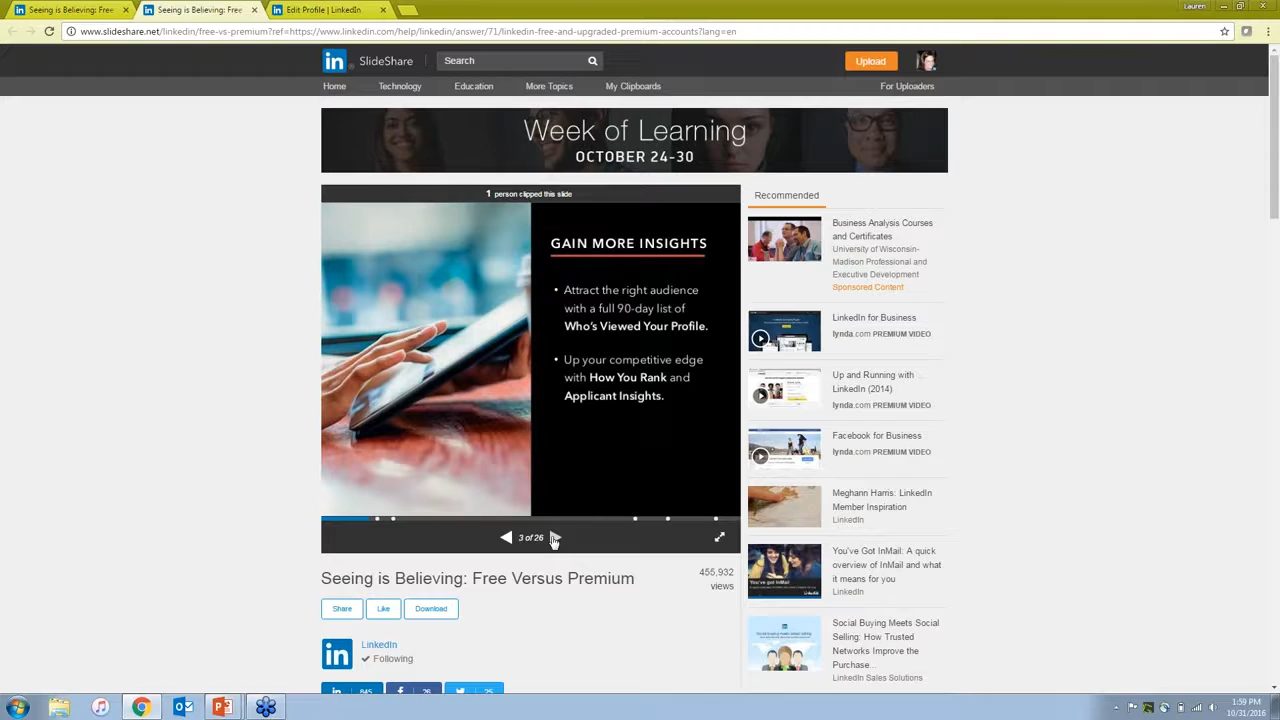 Seeing is Believing: Free ×
Seeing is Believing: Free ×
Edit Profile | LinkedIn ×
Lauren
www.slideshare.net/linkedin/free-vs-premium?ref=https://www.linkedin.com/help/linkedin/answer/71/linkedin-free-and-upgraded-premium-accounts?lang=en
in SlideShare
Search
Upload
Home
Technology
Education
More Topics
My Clipboards
For Uploaders
Week of Learning
OCTOBER 24-30
1 person clipped this slide
GAIN MORE INSIGHTS
• Attract the right audience
with a full 90-day list of
Who's Viewed Your Profile.
• Up your competitive edge
with How You Rank and
Applicant Insights.
3 of 26
Seeing is Believing: Free Versus Premium
455,932
views
Share
Like
Download
in
LinkedIn
Following
in 845
f 26
25
Recommended
Business Analysis Courses
and Certificates
University of Wisconsin-
Madison Professional and
Executive Development
Sponsored Content
LinkedIn for Business
lynda.com PREMIUM VIDEO
Up and Running with
LinkedIn (2014)
lynda.com PREMIUM VIDEO
Facebook for Business
lynda.com PREMIUM VIDEO
Meghann Harris: LinkedIn
Member Inspiration
LinkedIn
You've Got InMail: A quick
overview of InMail and what
it means for you
LinkedIn
Social Buying Meets Social
Selling: How Trusted
Networks Improve the
Purchase...
LinkedIn Sales Solutions
1:59 PM
10/31/2016